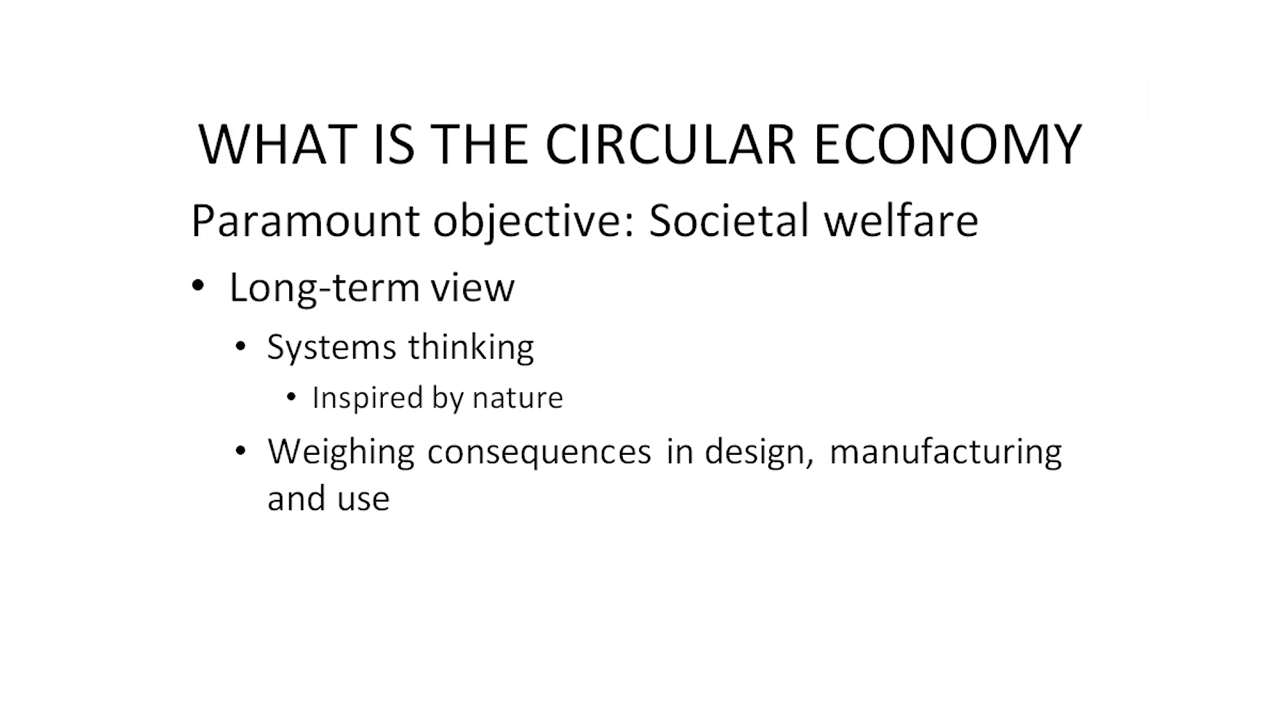 WHAT IS THE CIRCULAR ECONOMY
Paramount objective: Societal welfare
• Long-term view
• Systems thinking
• Inspired by nature
• Weighing consequences in design, manufacturing
and use